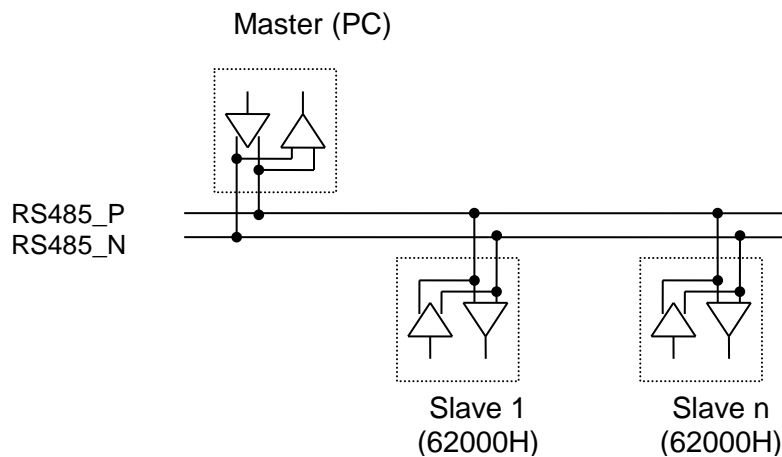 Master (PC)
RS485_P
RS485_N
Slave 1
(62000H)
Slave n
(62000H)